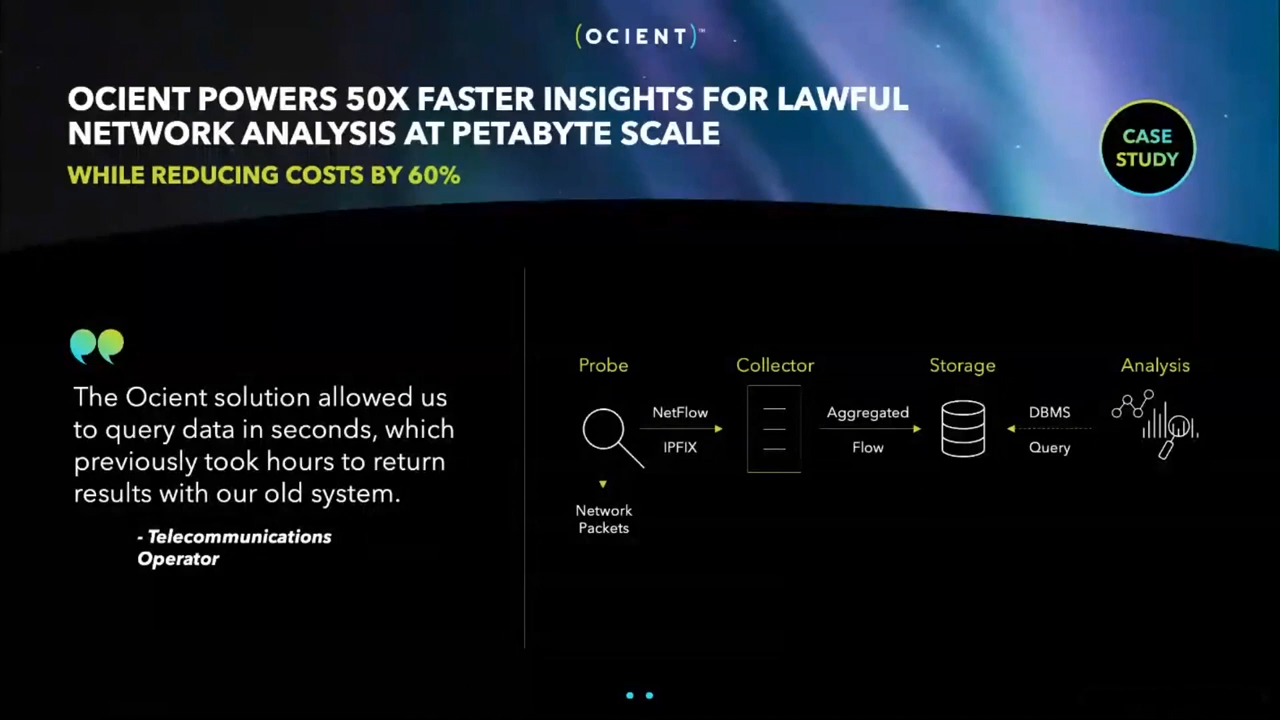 (OCIENT)™
OCIENT POWERS 50X FASTER INSIGHTS FOR LAWFUL
NETWORK ANALYSIS AT PETABYTE SCALE
WHILE REDUCING COSTS BY 60%
CASE
STUDY
The Ocient solution allowed us
to query data in seconds, which
previously took hours to return
results with our old system.
- Telecommunications
Operator
Probe
Collector
Storage
Analysis
NetFlow
IPFIX
Aggregated
Flow
DBMS
Query
Network
Packets